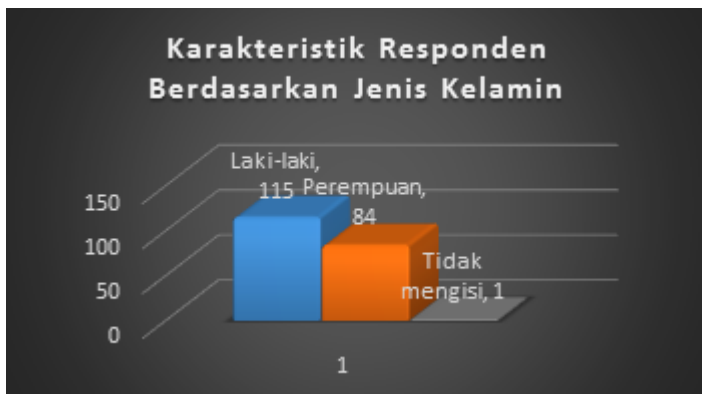 Karakteristik Responden
Berdasarkan Jenis Kelamin
Laki-laki,
115
Perempuan,
84
Tidak
mengisi, 1
150
100
50
0
1